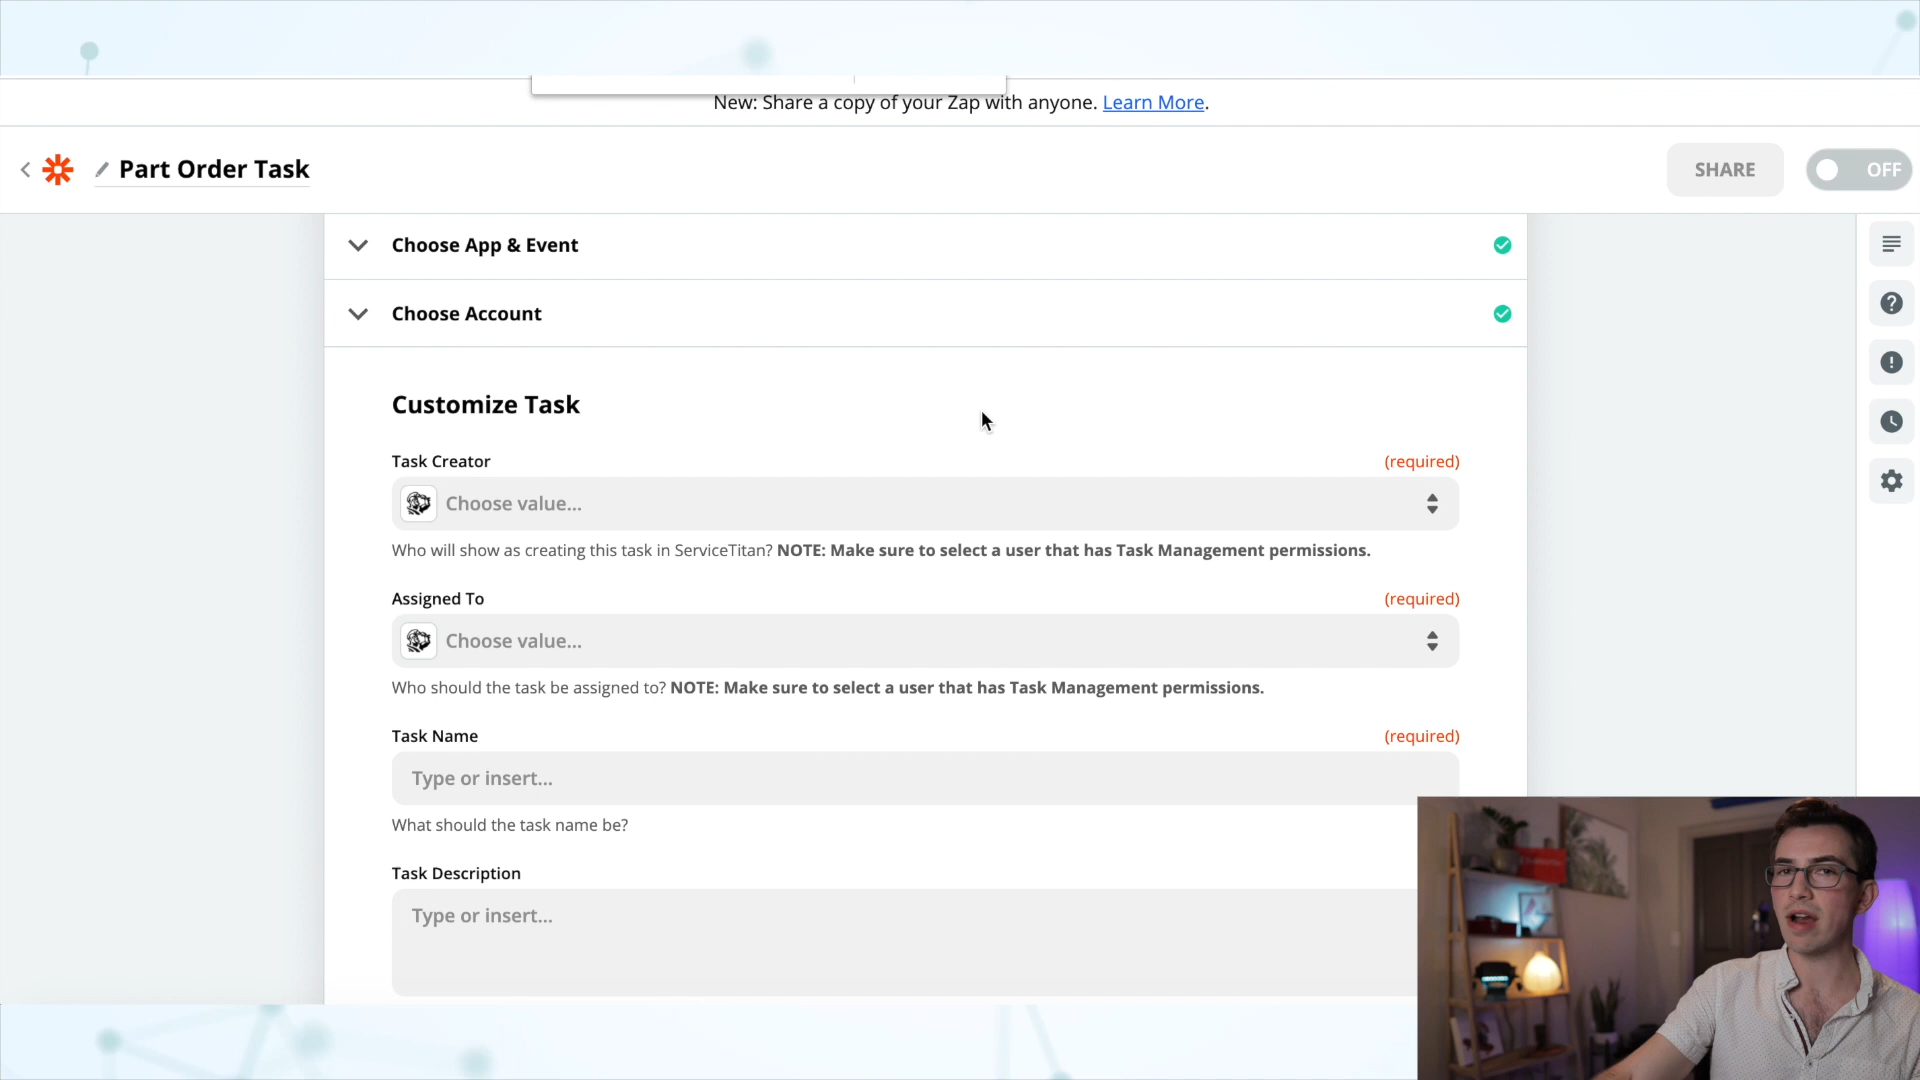 New: Share a copy of your Zap with anyone. Learn More.
Part Order Task
SHARE
OFF
Choose App & Event
Choose Account
Customize Task
Task Creator
(required)
Choose value...
Who will show as creating this task in ServiceTitan? NOTE: Make sure to select a user that has Task Management permissions.
Assigned To
(required)
Choose value...
Who should the task be assigned to? NOTE: Make sure to select a user that has Task Management permissions.
Task Name
(required)
Type or insert...
What should the task name be?
Task Description
Type or insert...